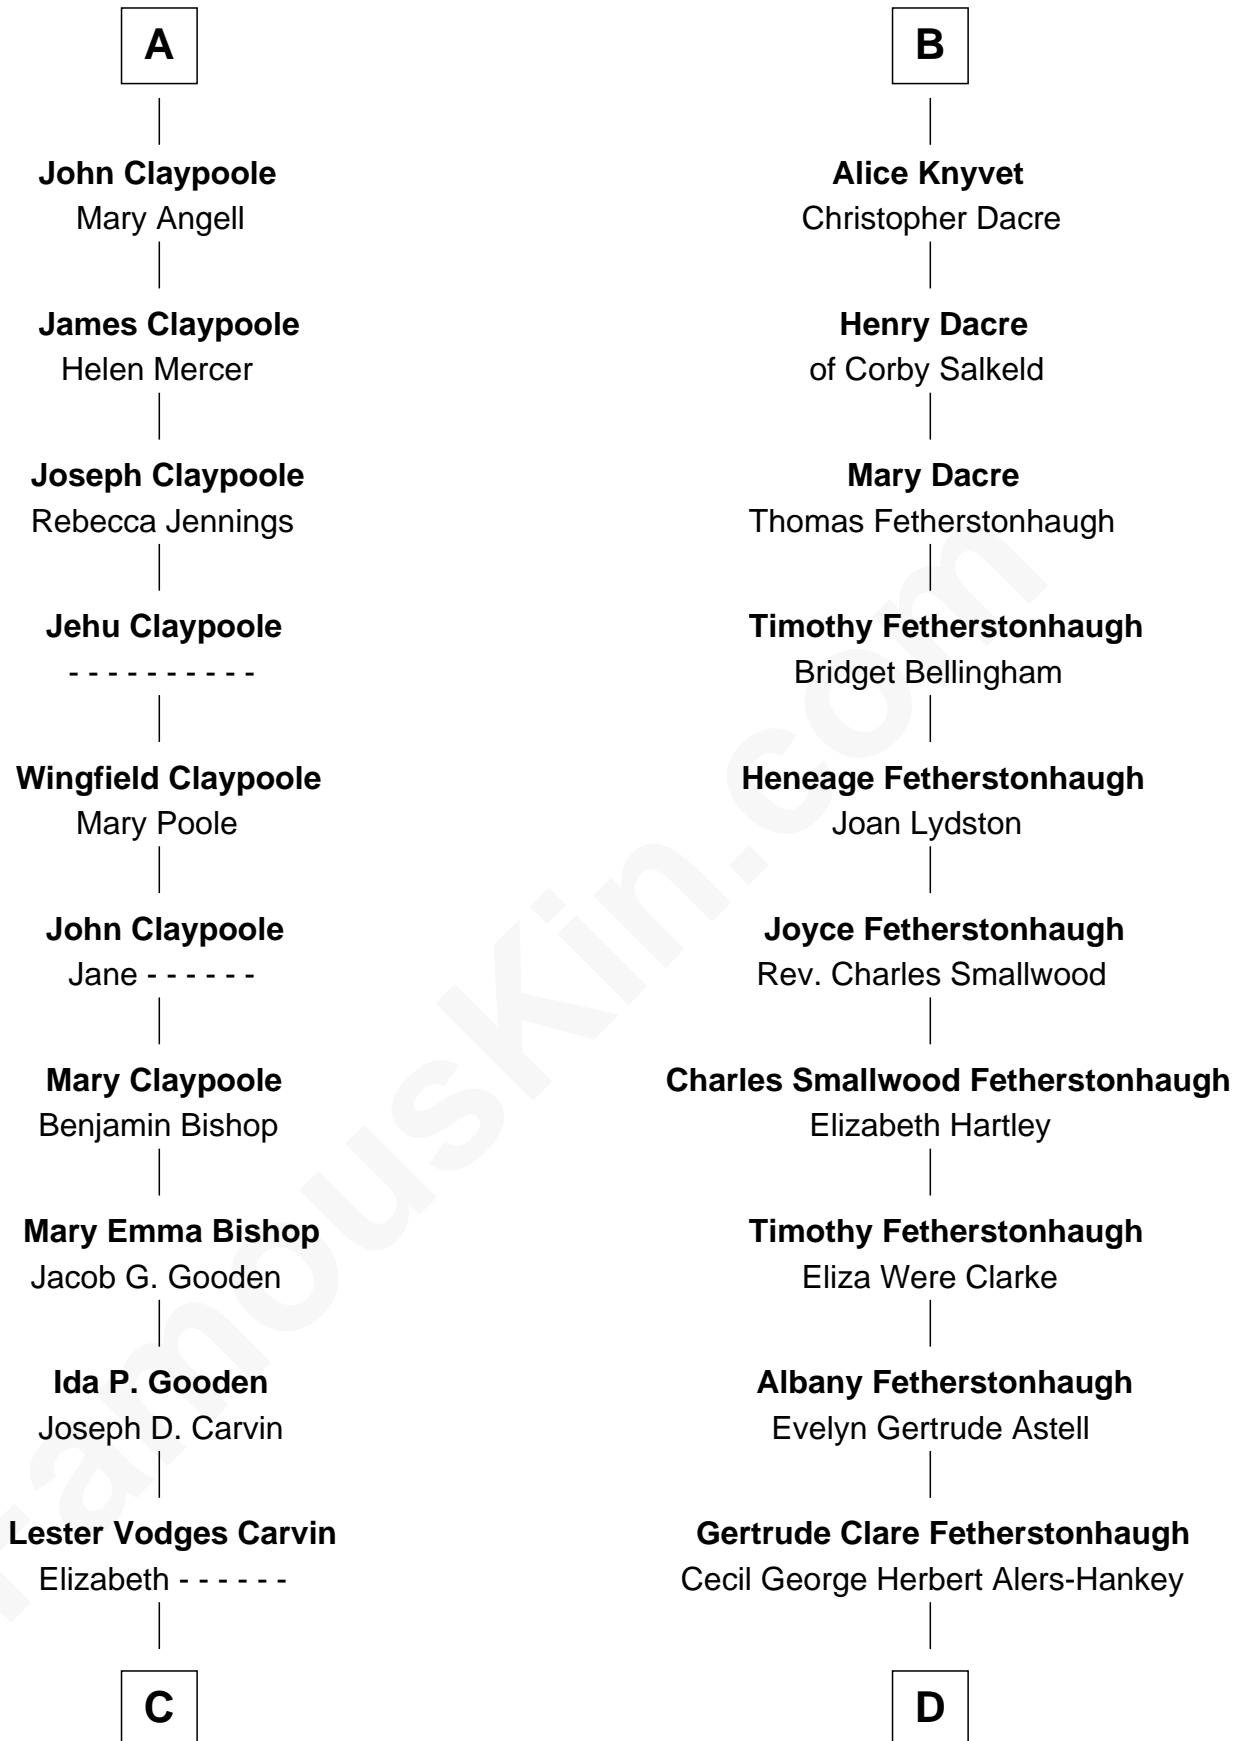 A
John Claypoole
Mary Angell
James Claypoole
Helen Mercer
Joseph Claypoole
Rebecca Jennings
Jehu Claypoole
- - - - - - - - - -
Wingfield Claypoole
Mary Poole
John Claypoole
Jane - - - - - -
Mary Claypoole
Benjamin Bishop
Mary Emma Bishop
Jacob G. Gooden
Ida P. Gooden
Joseph D. Carvin
Lester Vodges Carvin
Elizabeth - - - - - -
C
B
Alice Knyvet
Christopher Dacre
Henry Dacre
of Corby Salkeld
Mary Dacre
Thomas Fetherstonhaugh
Timothy Fetherstonhaugh
Bridget Bellingham
Heneage Fetherstonhaugh
Joan Lydston
Joyce Fetherstonhaugh
Rev. Charles Smallwood
Charles Smallwood Fetherstonhaugh
Elizabeth Hartley
Timothy Fetherstonhaugh
Eliza Were Clarke
Albany Fetherstonhaugh
Evelyn Gertrude Astell
Gertrude Clare Fetherstonhaugh
Cecil George Herbert Alers-Hankey
D
FamousKin.com